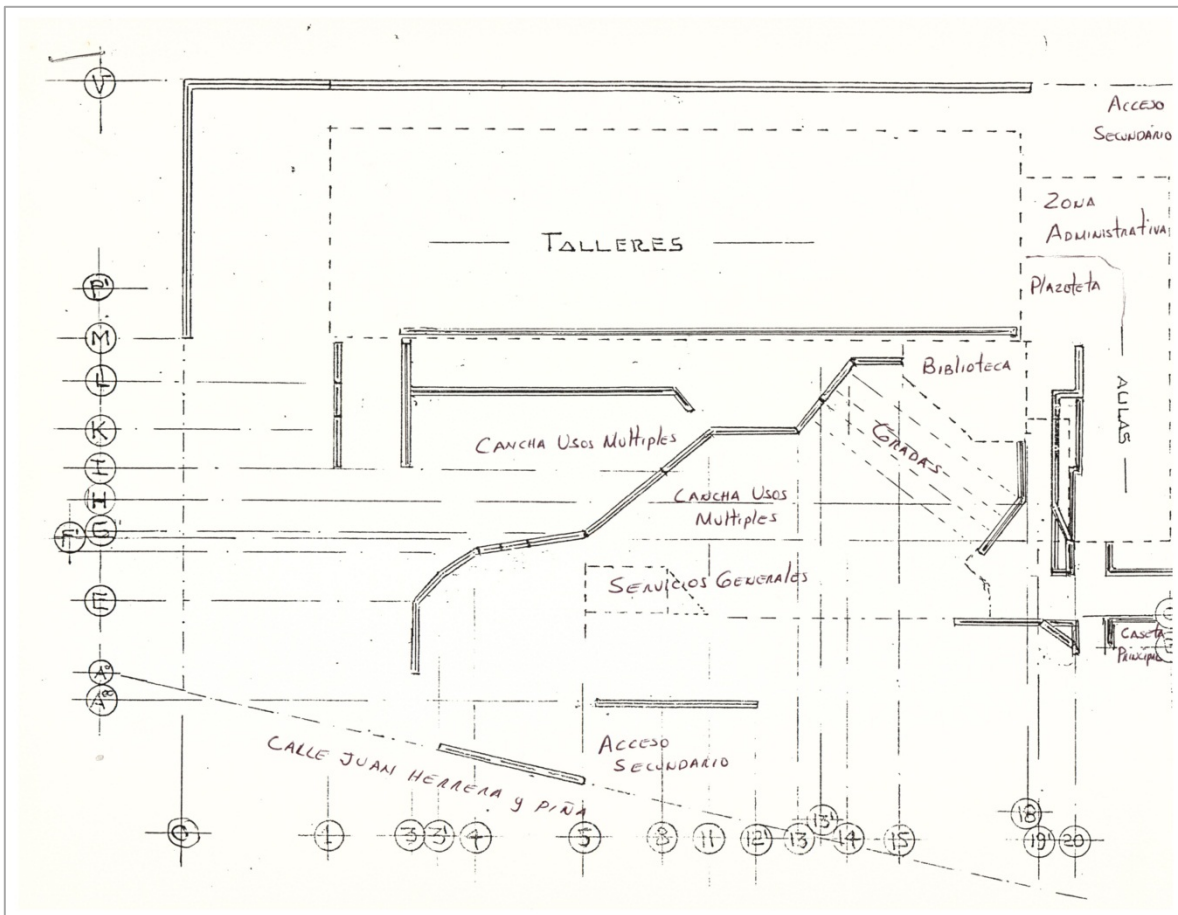 V
ACCESO
SECUNDÁRIO
ZONA
ADMINISTRATIVA
TALLERES
P'
PlAZOLETA
M
L
BIBLIOTECA
AULAS
K
CANCHA USOS MULTIPLES
GRADAS
I
H
CANCHA USOS
MULTIPLES
G'
F'
SERVICIOS GENERALES
E
CASETA
PRINCIPAL
A°
CALLE JUAN HERRERA y PIÑA
ACCESO
SECUNDARIO
1
3
3'
4
5
8
11
12'
13
13'
14
15
18
19'
20